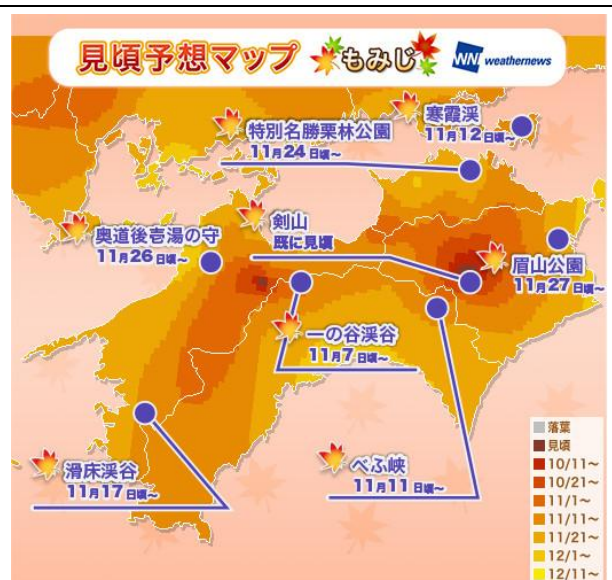 見頃予想マップ もみじ WN weathernews
特別名勝栗林公園
11月24日頃~
寒霞渓
11月12日頃~
奥道後壱湯の守
11月26日頃~
剣山
既に見頃
眉山公園
11月27日頃~
一の谷渓谷
11月7日頃~
滑床渓谷
11月17日頃~
べふ峡
11月11日頃~
落葉
見頃
10/11~
10/21~
11/1~
11/11~
11/21~
12/1~
12/11~